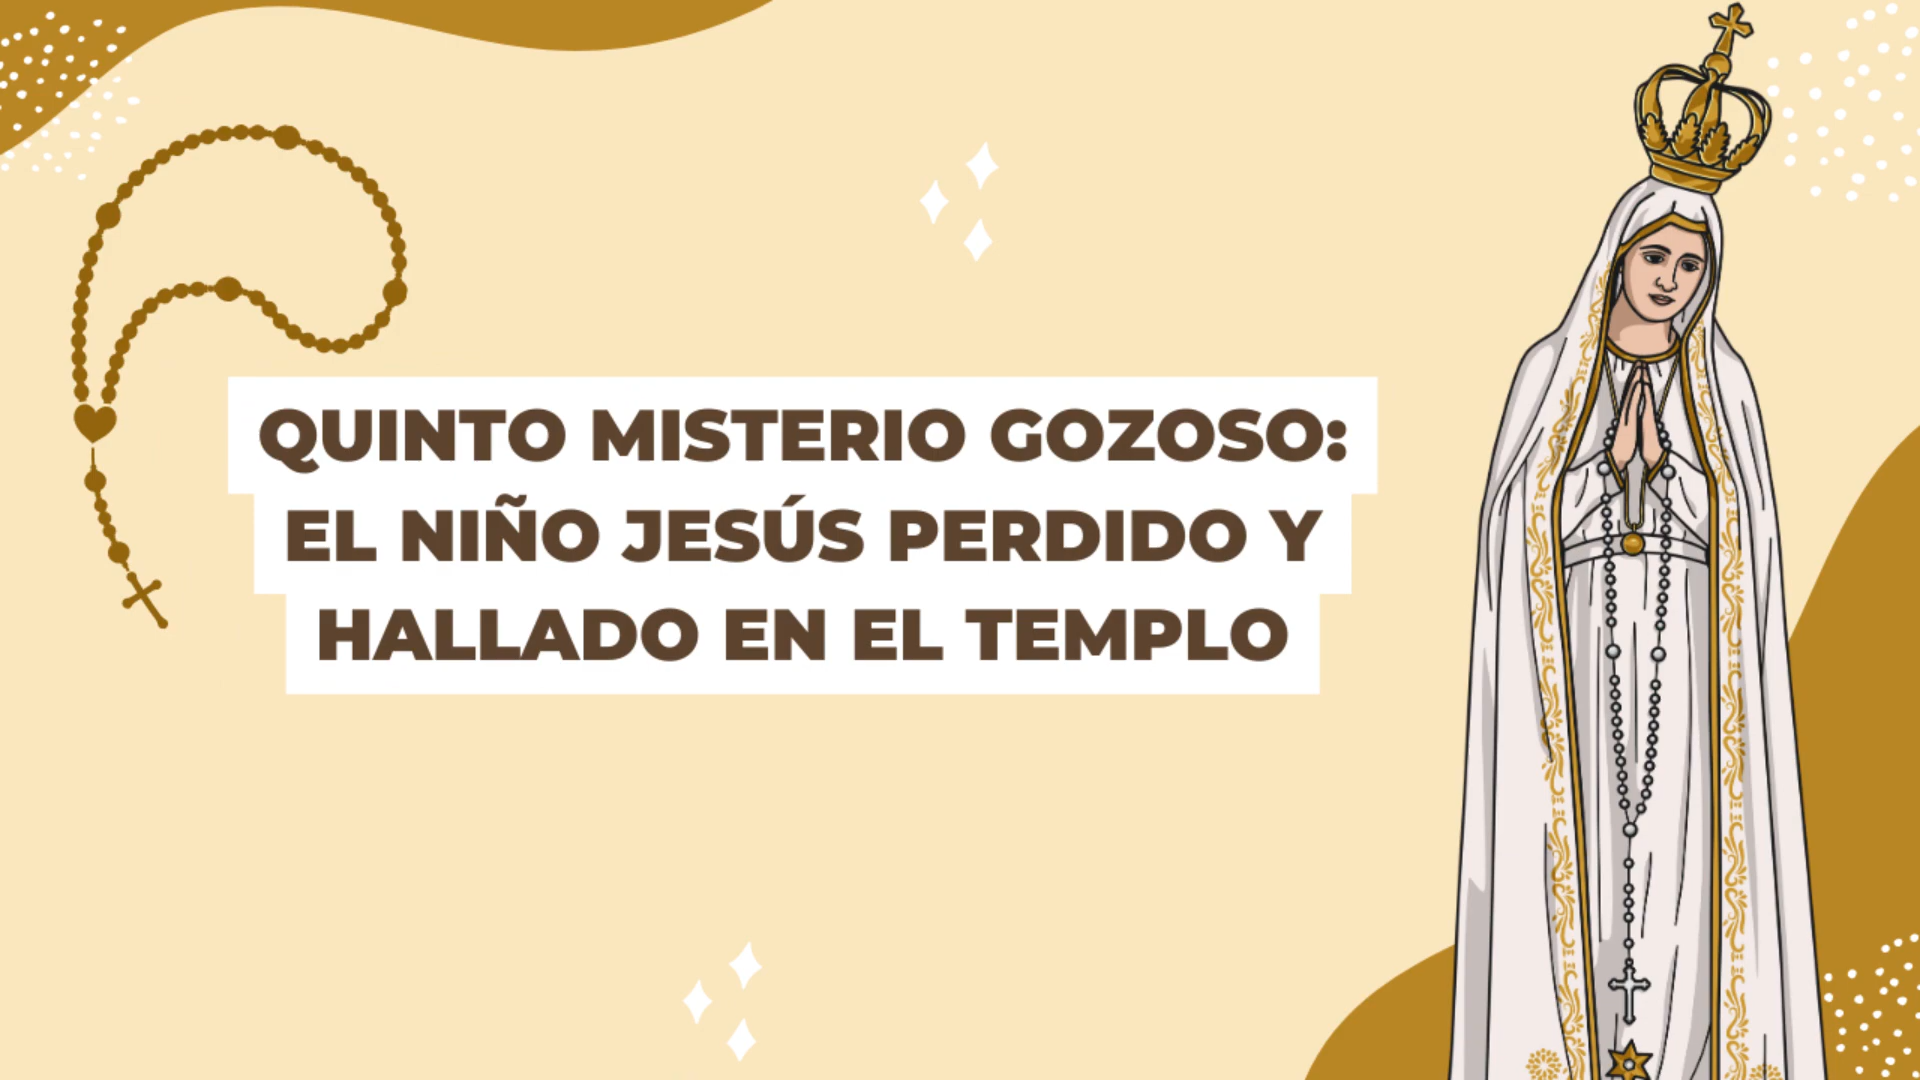 QUINTO MISTERIO GOZOSO:
EL NIÑO JESÚS PERDIDO Y
HALLADO EN EL TEMPLO